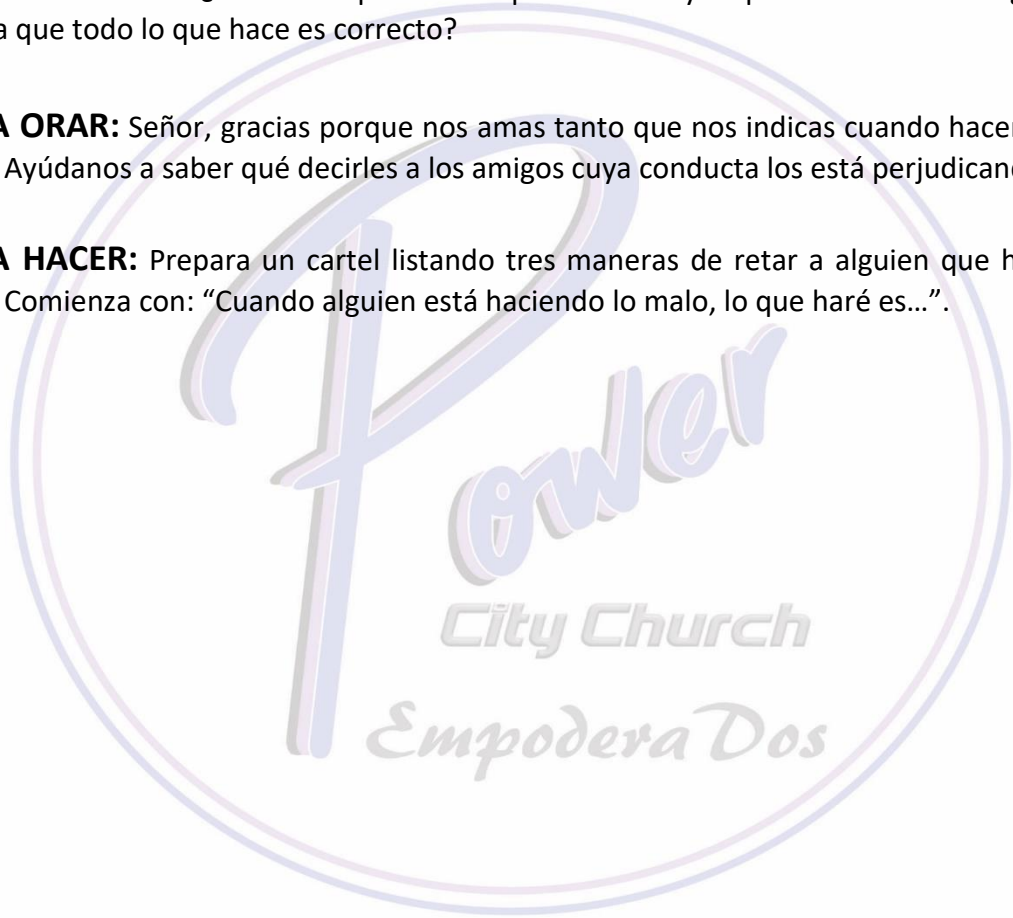 a que todo lo que hace es correcto?
A ORAR: Señor, gracias porque nos amas tanto que nos indicas cuando hacer
Ayúdanos a saber qué decirles a los amigos cuya conducta los está perjudican
A HACER: Prepara un cartel listando tres maneras de retar a alguien que h
Comienza con: “Cuando alguien está haciendo lo malo, lo que haré es…”.
Power
City Church
EmpoderaDos